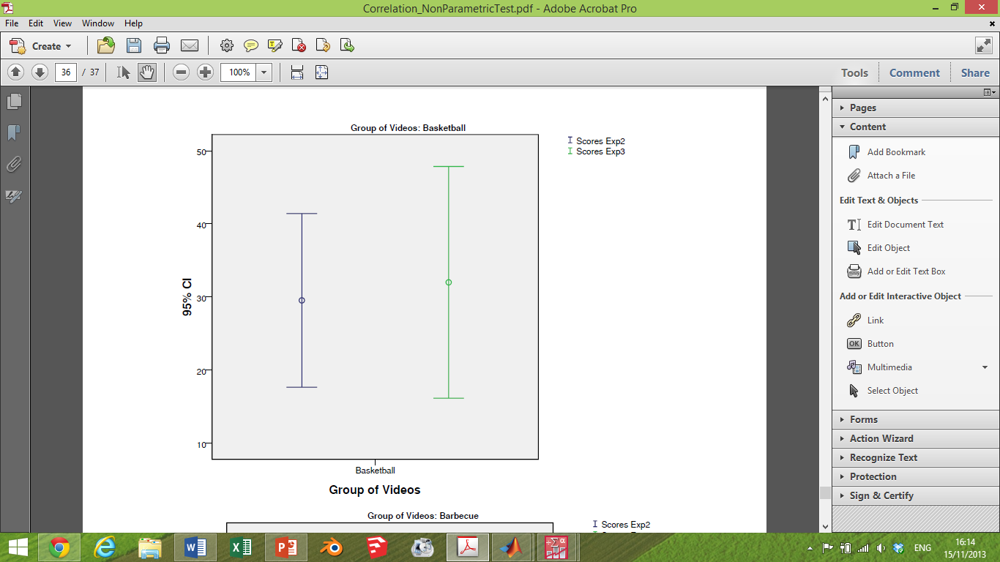 Correlation_NonParametricTest.pdf - Adobe Acrobat Pro
File Edit View Window Help
Create
36 / 37 100% Tools Comment Share
Group of Videos: Basketball
Scores Exp2
Scores Exp3
50
40
30
20
10
95% CI
Basketball
Group of Videos
Group of Videos: Barbecue
Scores Exp2
Pages
Content
Add Bookmark
Attach a File
Edit Text & Objects
Edit Document Text
Edit Object
Add or Edit Text Box
Add or Edit Interactive Object
Link
OK Button
Multimedia
Select Object
Forms
Action Wizard
Recognize Text
Protection
Sign & Certify
ENG
16:14
15/11/2013